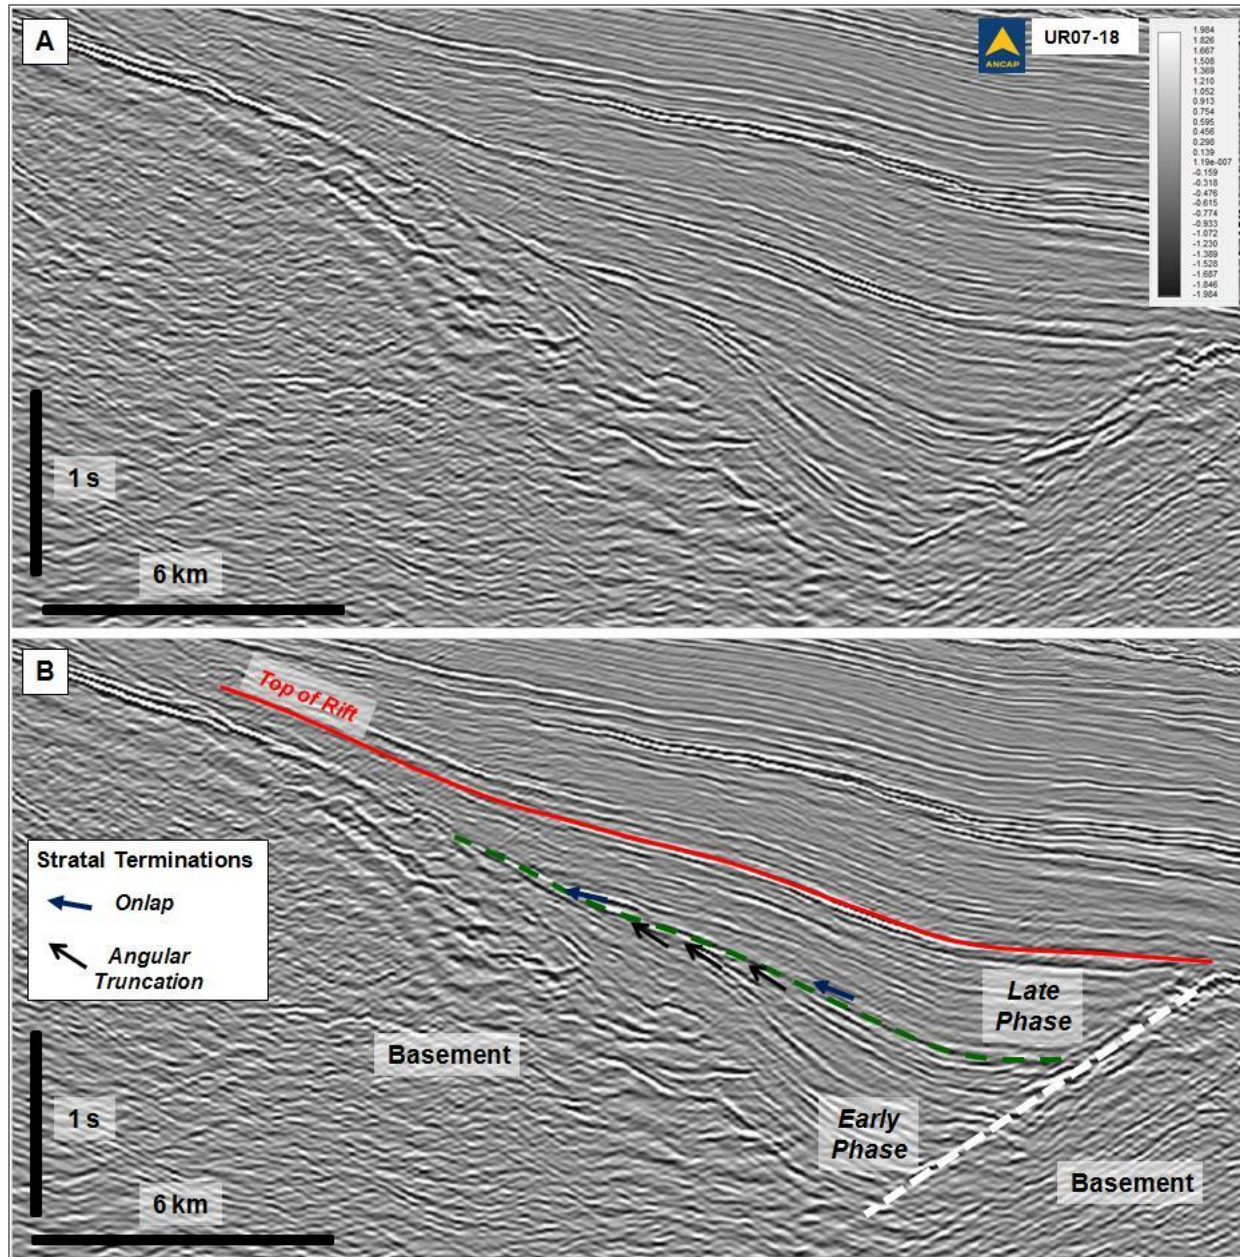 A
ANCAP
UR07-18
1.984
1.826
1.667
1.508
1.369
1.210
1.052
0.913
0.754
0.595
0.456
0.298
0.139
1.19e-007
-0.159
-0.318
-0.476
-0.615
-0.774
-0.933
-1.072
-1.230
-1.389
-1.528
-1.687
-1.846
-1.984
1 s
6 km
B
Top of Rift
Stratal Terminations
Onlap
Angular
Truncation
Late
Phase
Basement
1 s
Early
Phase
Basement
6 km